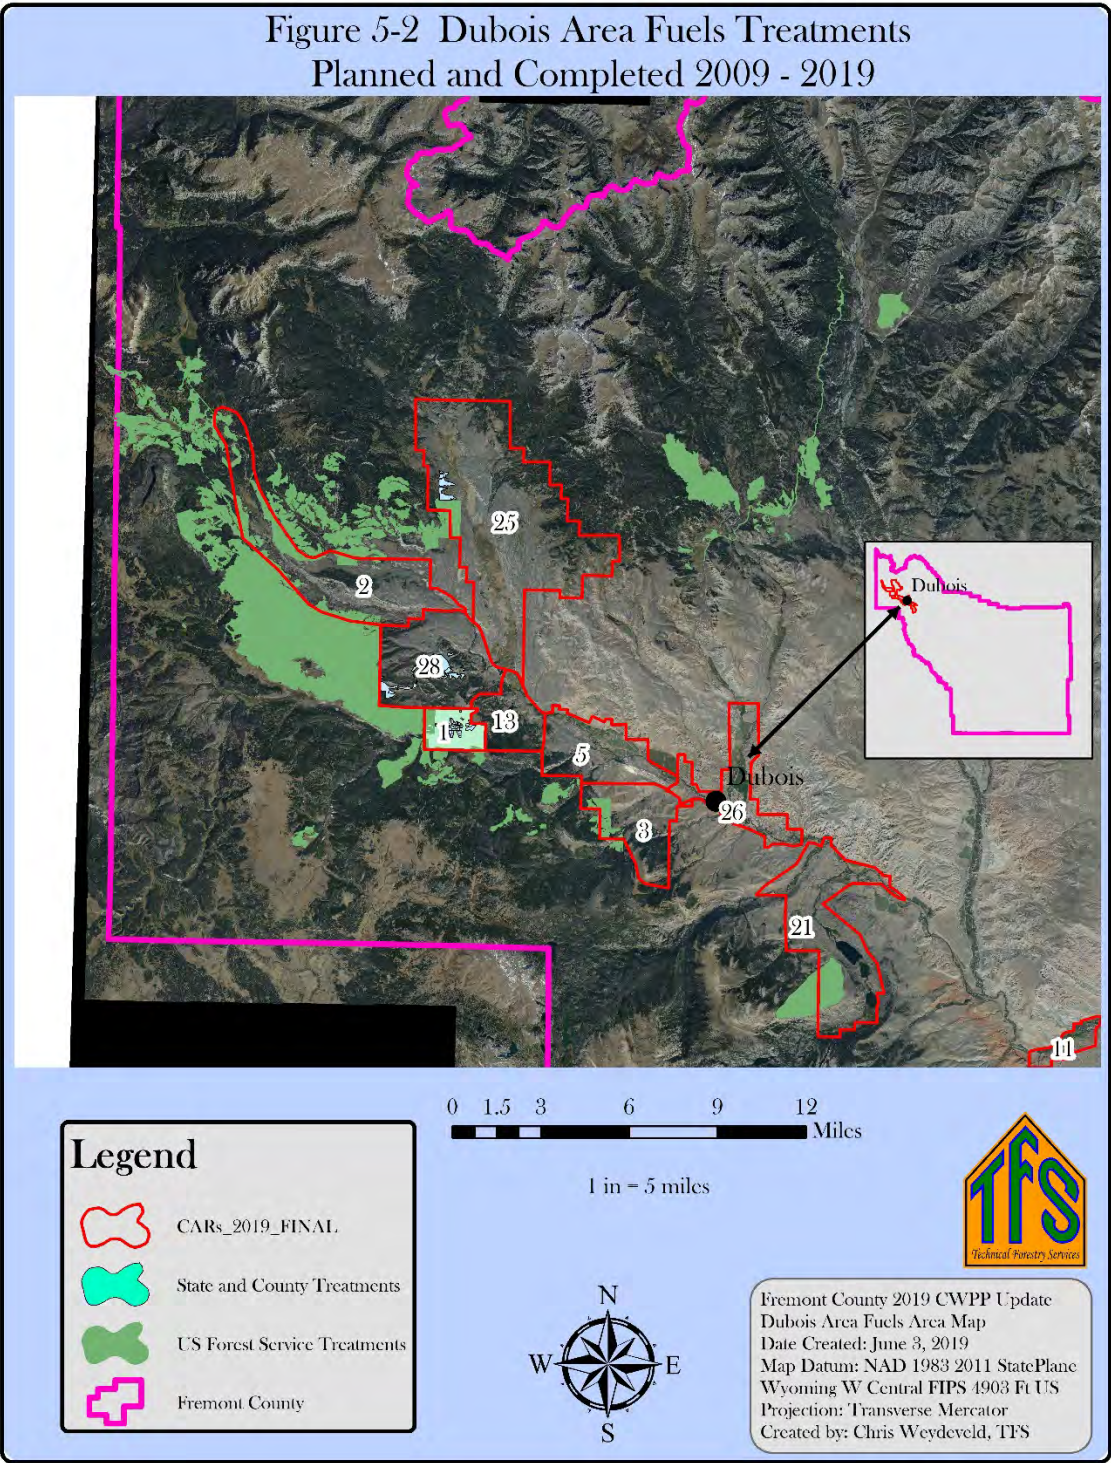 Figure 5-2 Dubois Area Fuels Treatments
Planned and Completed 2009 - 2019
25
2
28
1
13
5
3
Dubois
26
21
11
Dubois
0 1.5 3 6 9 12
Miles
1 in = 5 miles
Legend
CARs_2019_FINAL
State and County Treatments
US Forest Service Treatments
Fremont County
N
W E
S
TFS
Technical Forestry Services
Fremont County 2019 CWPP Update
Dubois Area Fuels Area Map
Date Created: June 3, 2019
Map Datum: NAD 1983 2011 StatePlane
Wyoming W Central FIPS 4903 Ft US
Projection: Transverse Mercator
Created by: Chris Weydeveld, TFS